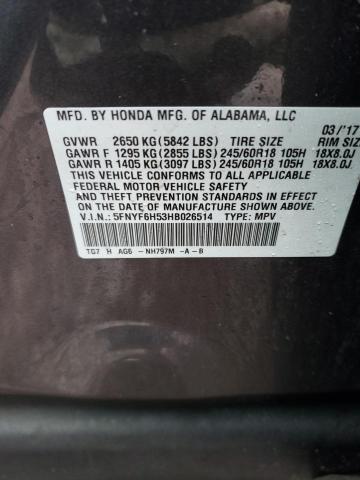 MFD. BY HONDA MFG. OF ALABAMA, LLC 03/'17
GVWR 2650 KG(5842 LBS) TIRE SIZE RIM SIZE
GAWR F 1295 KG(2855 LBS) 245/60R18 105H 18X8.0J
GAWR R 1405 KG(3097 LBS) 245/60R18 105H 18X8.0J
THIS VEHICLE CONFORMS TO ALL APPLICABLE
FEDERAL MOTOR VEHICLE SAFETY
AND THEFT PREVENTION STANDARDS IN EFFECT
ON THE DATE OF MANUFACTURE SHOWN ABOVE.
V.I.N.: 5FNYF6H53HB026514 TYPE: MPV
TG7 H AG6 -NH797M -A-B